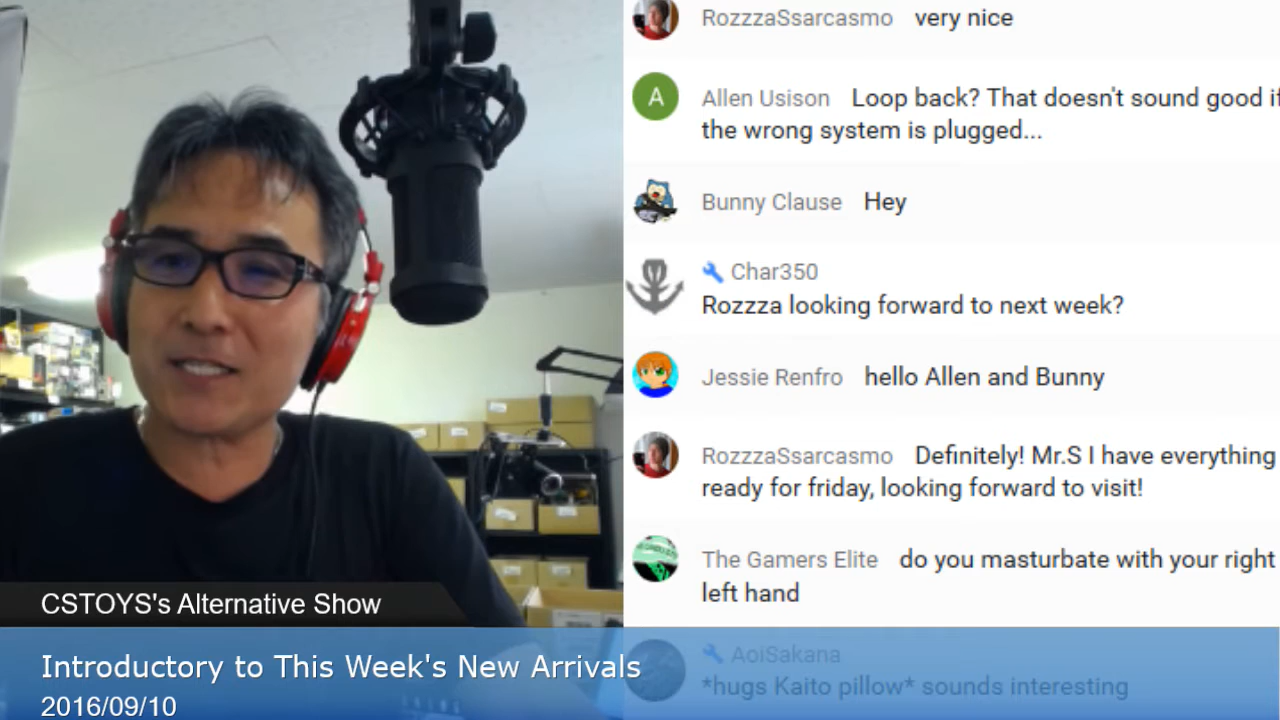 RozzzaSsarcasmo very nice
A
Allen Usison Loop back? That doesn't sound good if
the wrong system is plugged...
Bunny Clause Hey
Char350
Rozzza looking forward to next week?
Jessie Renfro hello Allen and Bunny
RozzzaSsarcasmo Definitely! Mr.S I have everything
ready for friday, looking forward to visit!
The Gamers Elite do you masturbate with your right
left hand
AoiSakana
*hugs Kaito pillow* sounds interesting
CSTOYS's Alternative Show
Introductory to This Week's New Arrivals
2016/09/10